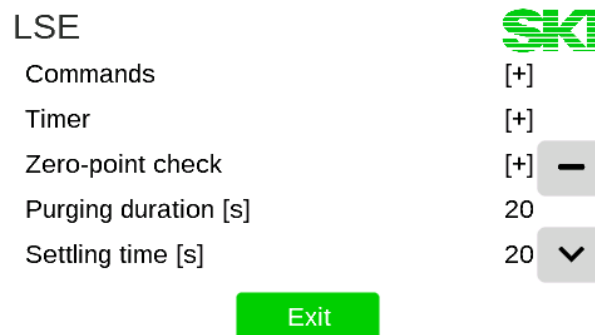 LSE
Commands [+]
Timer [+]
Zero-point check [+]
Purging duration [s] 20
Settling time [s] 20
Exit